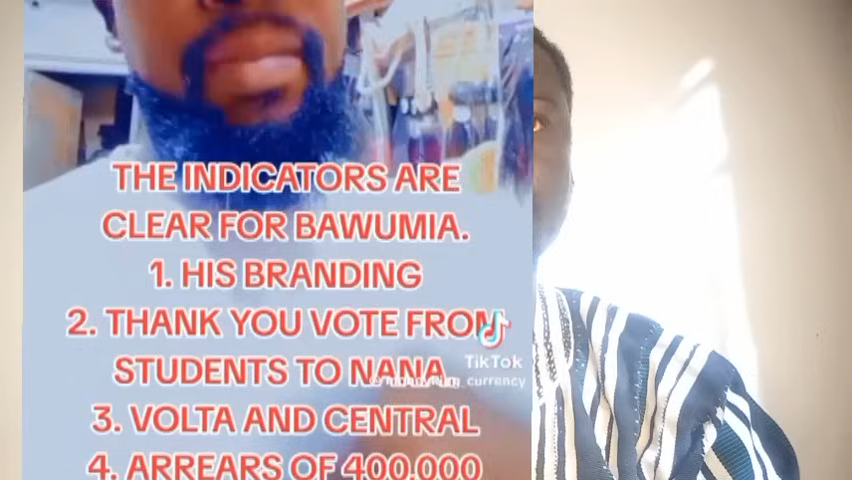 THE INDICATORS ARE
CLEAR FOR BAWUMIA.
1. HIS BRANDING
2. THANK YOU VOTE FROM
STUDENTS TO NANA
TikTok
3. VOLTA AND CENTRAL
4. ARREARS OF 400,000